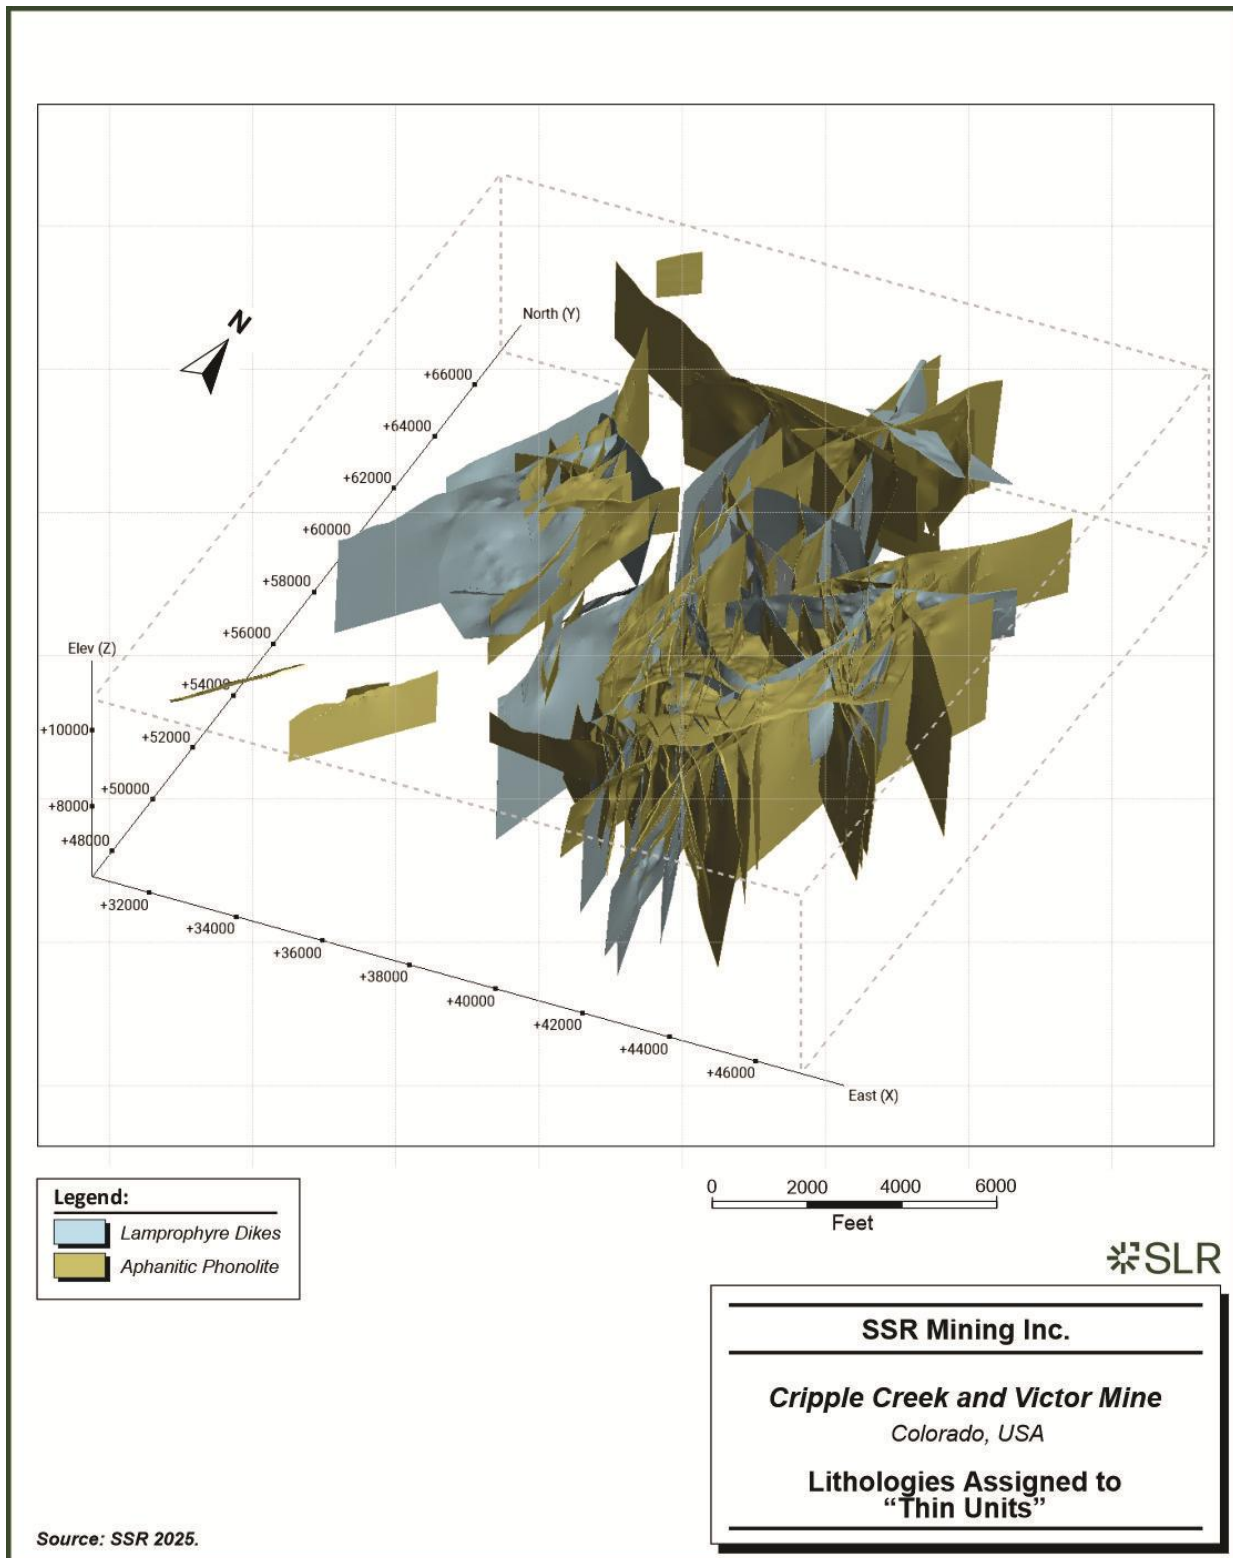 N
North (Y)
+66000
+64000
+62000
+60000
+58000
+56000
Elev (Z)
+54000
+10000
+52000
+8000
+50000
+48000
+32000
+34000
+36000
+38000
+40000
+42000
+44000
+46000
East (X)
Legend:
Lamprophyre Dikes
Aphanitic Phonolite
0 2000 4000 6000
Feet
SLR
SSR Mining Inc.
Cripple Creek and Victor Mine
Colorado, USA
Lithologies Assigned to
“Thin Units”
Source: SSR 2025.